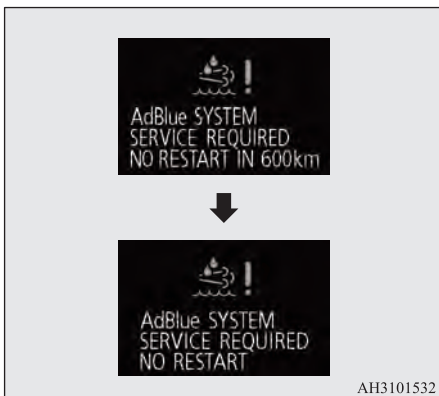 AdBlue SYSTEM
SERVICE REQUIRED
NO RESTART IN 600km
AdBlue SYSTEM
SERVICE REQUIRED
NO RESTART
AH3101532